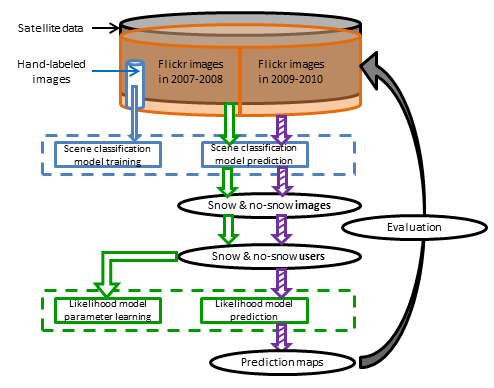 Satellite data
Hand-labeled
images
Flickr images
in 2007-2008
Flickr images
in 2009-2010
Scene classification
model training
Scene classification
model prediction
Snow & no-snow images
Evaluation
Snow & no-snow users
Likelihood model
parameter learning
Likelihood model
prediction
Prediction maps